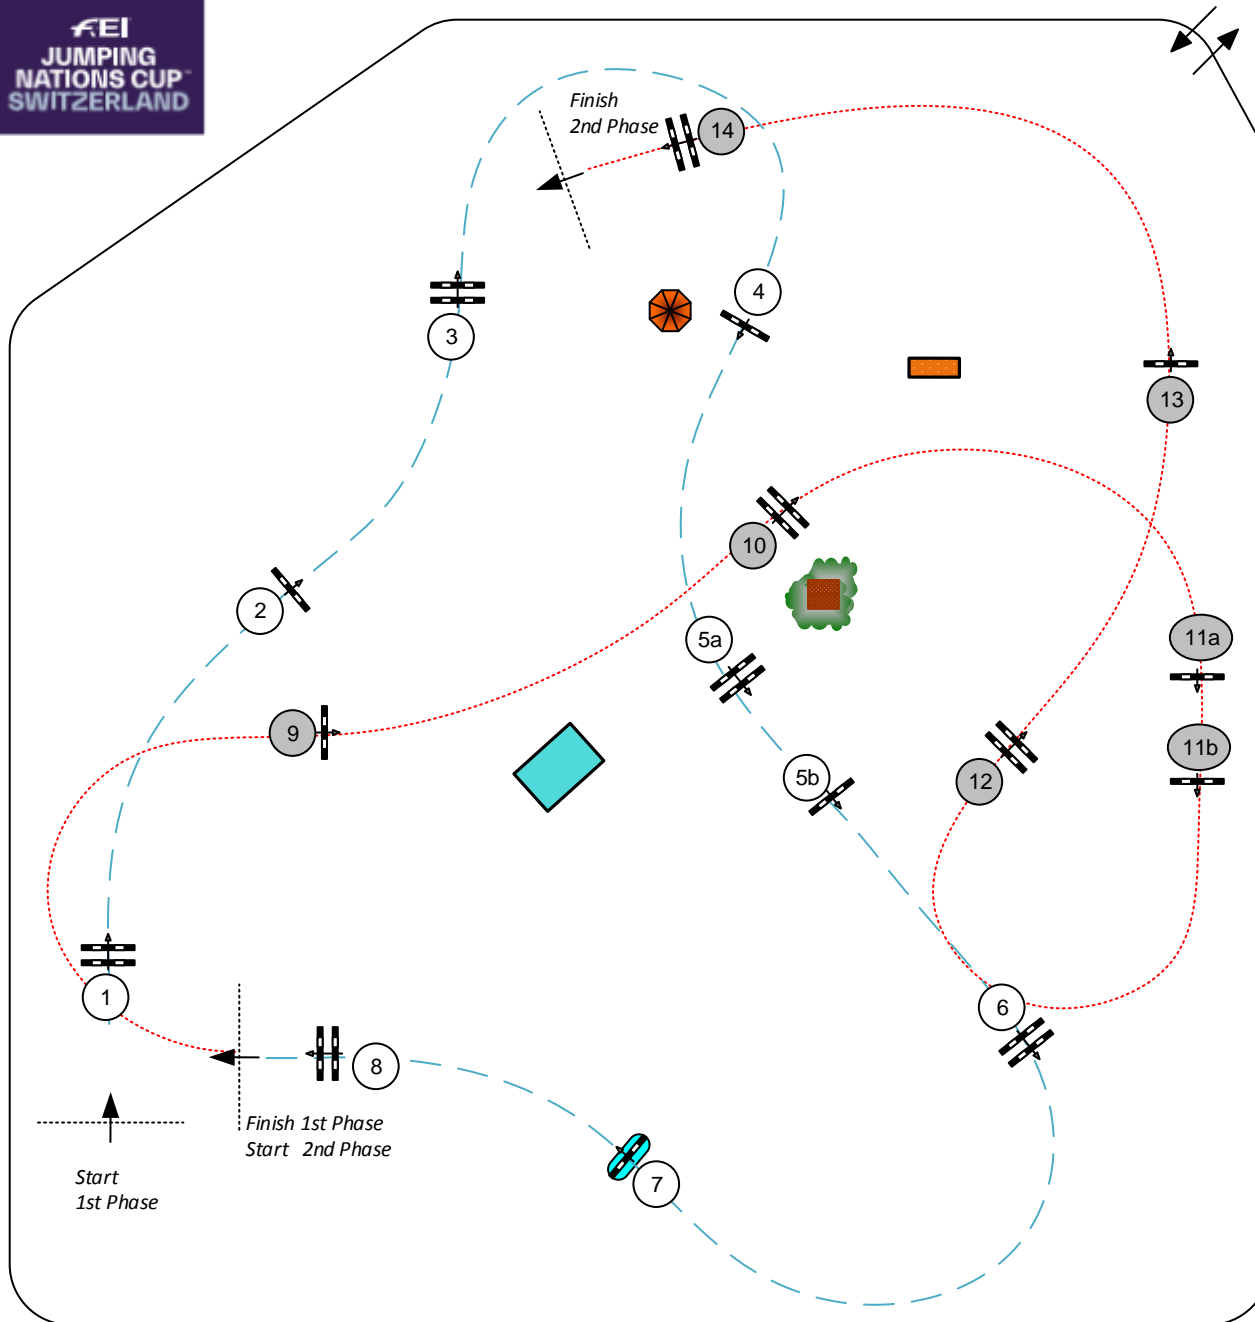 FEI
JUMPING
NATIONS CUP™
SWITZERLAND
Finish
2nd Phase
14
4
3
13
10
2
5a
11a
9
11b
5b
12
1
6
8
Finish 1st Phase
Start 2nd Phase
7
Start
1st Phase